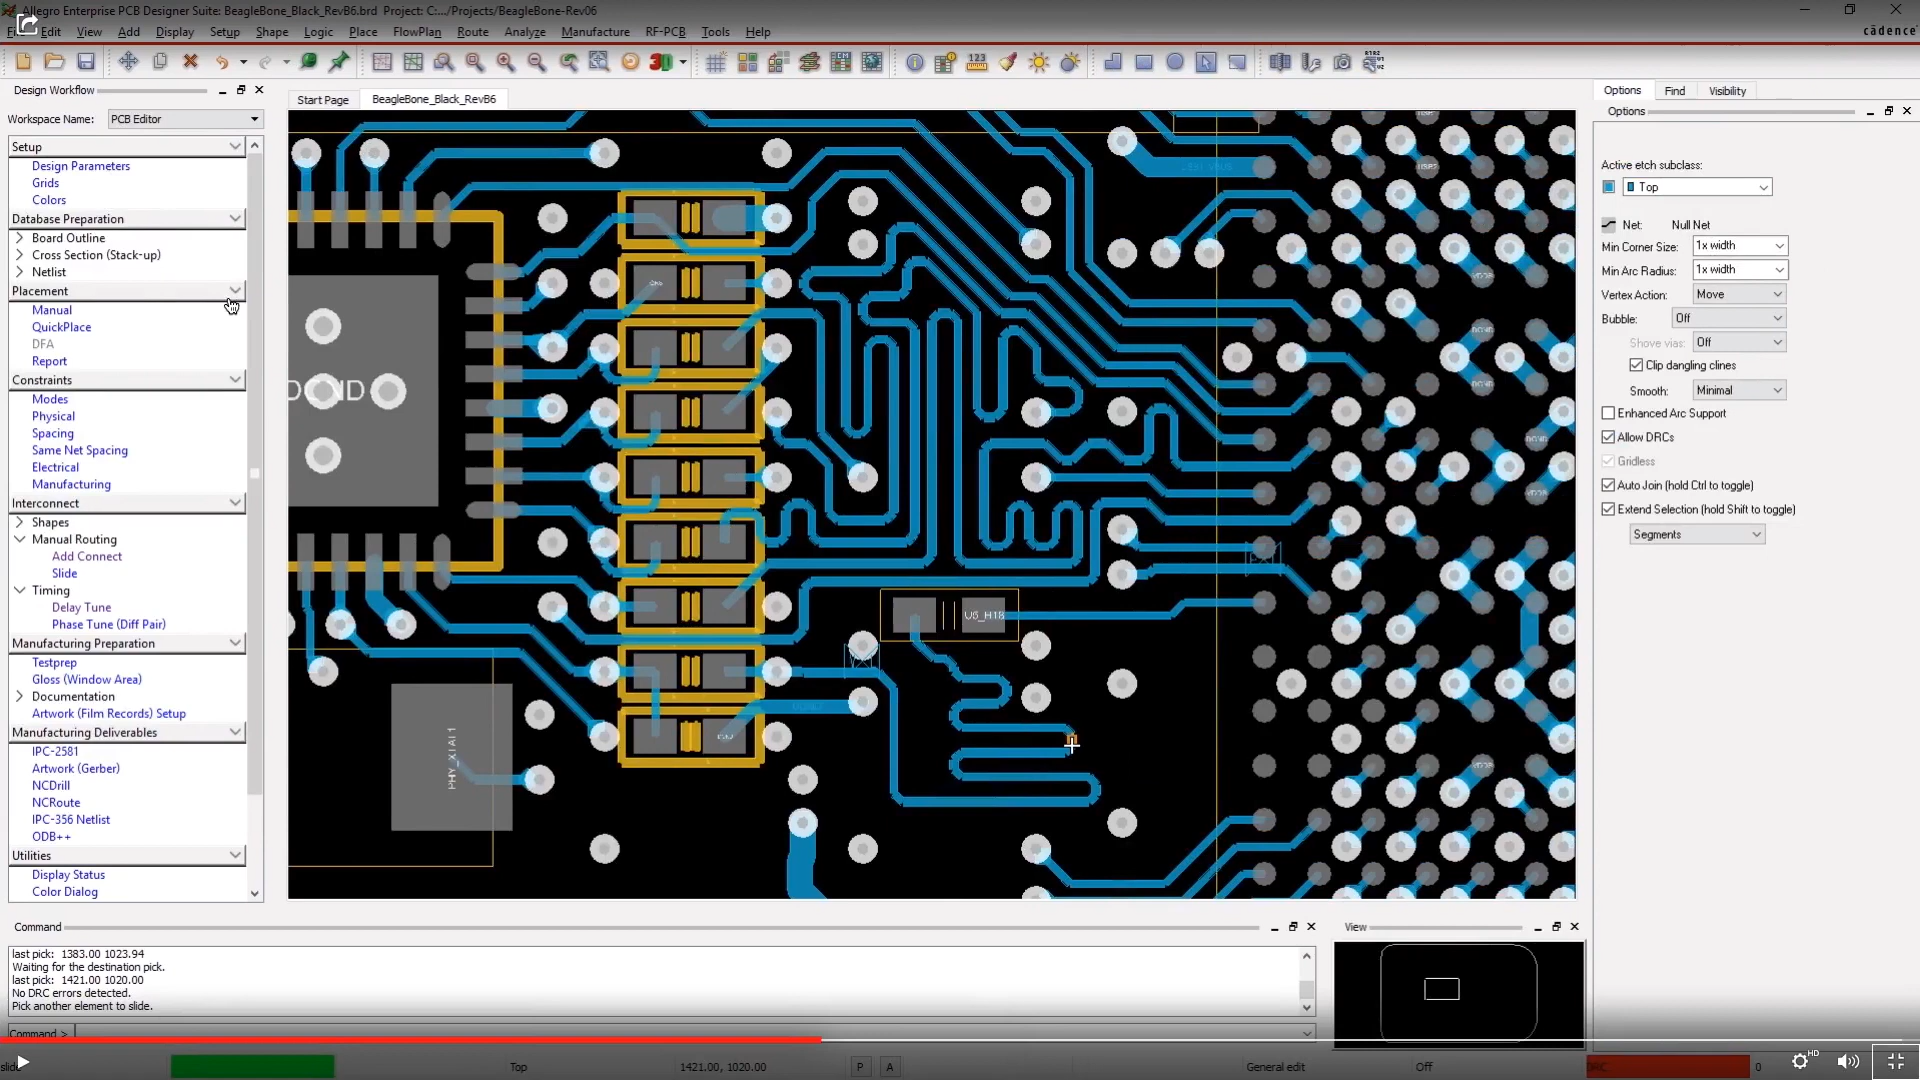 Allegro Enterprise PCB Designer Suite: BeagleBone_Black_RevB6.brd Project: C:.../Projects/BeagleBone-Rev06
Edit View Add Display Setup Shape Logic Place FlowPlan Route Analyze Manufacture RF-PCB Tools Help
cādence
Design Workflow
Start Page BeagleBone_Black_RevB6
Options Find Visibility
Workspace Name: PCB Editor
Options
Setup
Design Parameters
Grids
Colors
Database Preparation
Board Outline
Cross Section (Stack-up)
Netlist
Placement
Manual
QuickPlace
DFA
Report
Constraints
Modes
Physical
Spacing
Same Net Spacing
Electrical
Manufacturing
Interconnect
Shapes
Manual Routing
Add Connect
Slide
Timing
Delay Tune
Phase Tune (Diff Pair)
Manufacturing Preparation
Testprep
Gloss (Window Area)
Documentation
Artwork (Film Records) Setup
Manufacturing Deliverables
IPC-2581
Artwork (Gerber)
NCDrill
NCRoute
IPC-356 Netlist
ODB++
Utilities
Display Status
Color Dialog
DGND
PHY_XTAL1
U5_H18
Active etch subclass:
Top
Net: Null Net
Min Corner Size: 1x width
Min Arc Radius: 1x width
Vertex Action: Move
Bubble: Off
Shove vias: Off
Clip dangling clines
Smooth: Minimal
Enhanced Arc Support
Allow DRCs
Gridless
Auto Join (hold Ctrl to toggle)
Extend Selection (hold Shift to toggle)
Segments
Command
last pick: 1383.00 1023.94
Waiting for the destination pick.
last pick: 1421.00 1020.00
No DRC errors detected.
Pick another element to slide.
Command >
View
Top 1421.00, 1020.00 P A General edit Off DRC 0
HD